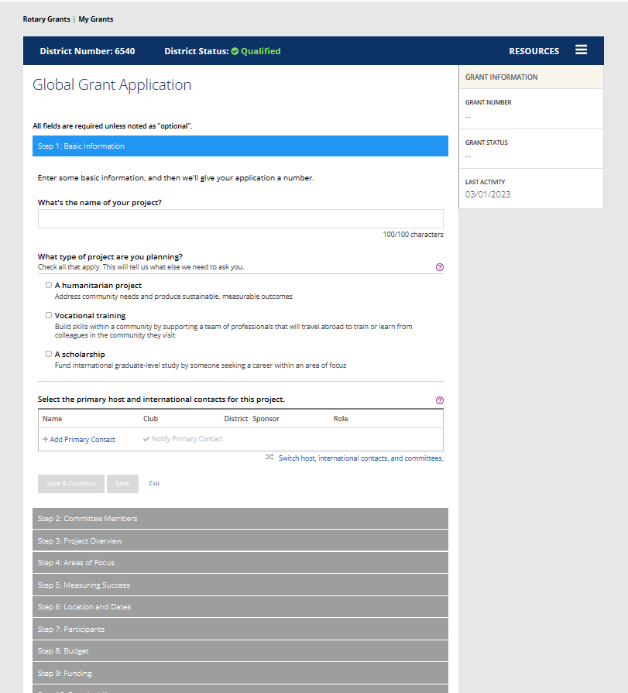 Rotary Grants | My Grants
District Number: 6540 District Status: Qualified
RESOURCES
Global Grant Application
All fields are required unless noted as "optional".
Step 1: Basic Information
Enter some basic information, and then we'll give your application a number.
What's the name of your project?
100/100 characters
What type of project are you planning?
Check all that apply. This will tell us what else we need to ask you.
A humanitarian project
Address community needs and produce sustainable, measurable outcomes
Vocational training
Build skills within a community by supporting a team of professionals that will travel abroad to train or learn from
colleagues in the community they visit
A scholarship
Fund international graduate-level study by someone seeking a career within an area of focus
Select the primary host and international contacts for this project.
Name Club District Sponsor Role
+ Add Primary Contact ✓ Notify Primary Contact
Switch host, international contacts, and committees.
Save & Continue Save Exit
Step 2: Committee Members
Step 3: Project Overview
Step 4: Areas of Focus
Step 5: Measuring Success
Step 6: Location and Dates
Step 7: Participants
Step 8: Budget
Step 9: Funding
GRANT INFORMATION
GRANT NUMBER
...
GRANT STATUS
...
LAST ACTIVITY
03/01/2023